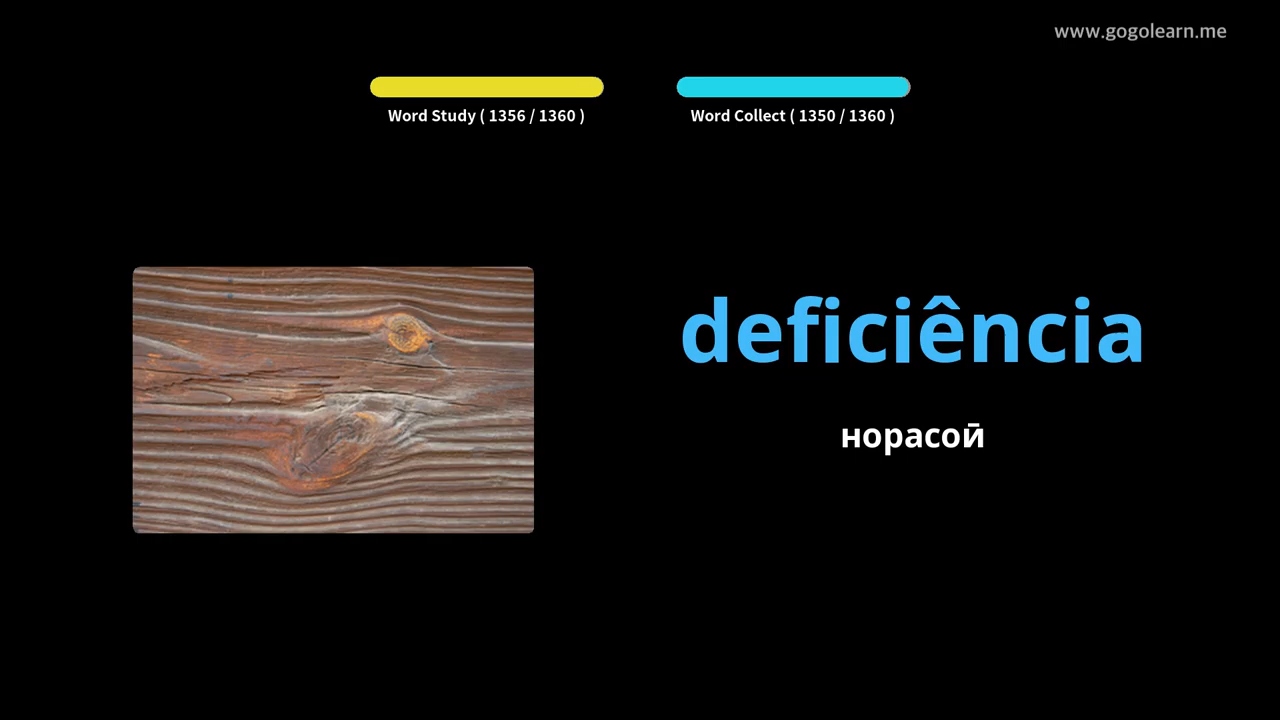 www.gogolearn.me
Word Study ( 1356 / 1360 )
Word Collect ( 1350 / 1360 )
deficiência
норасоӣ